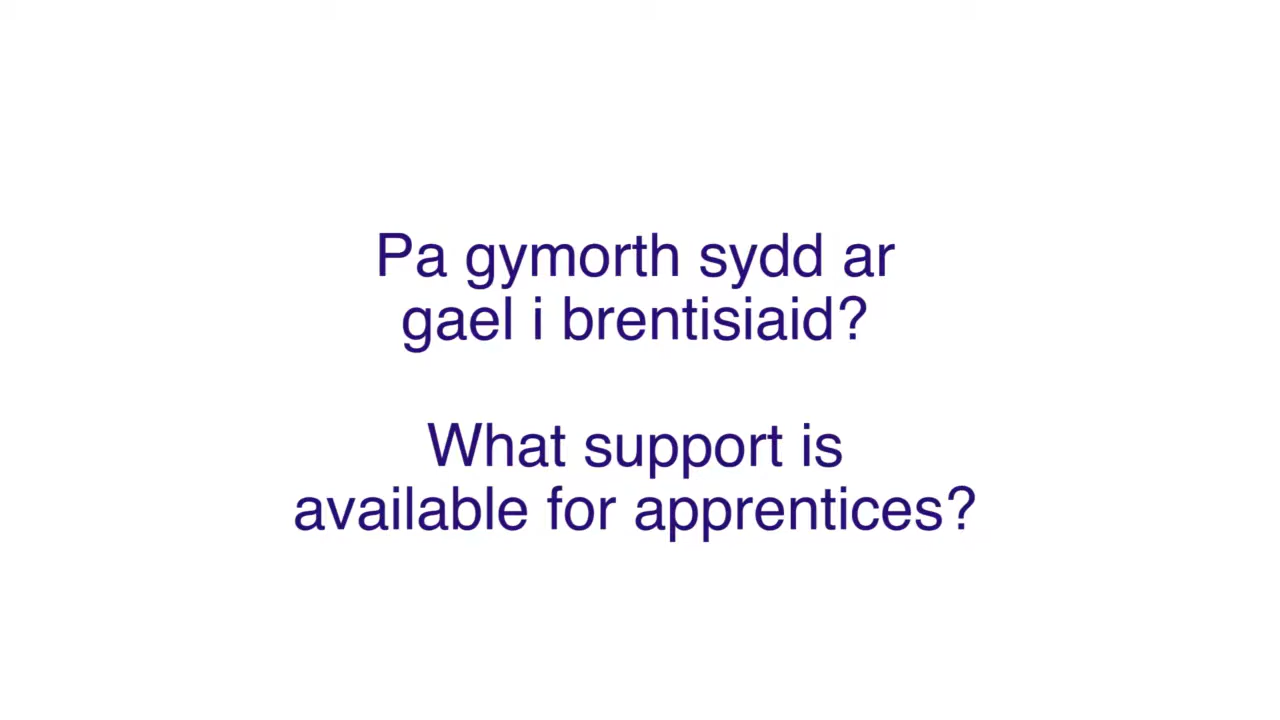 Pa gymorth sydd ar
gael i brentisiaid?
What support is
available for apprentices?